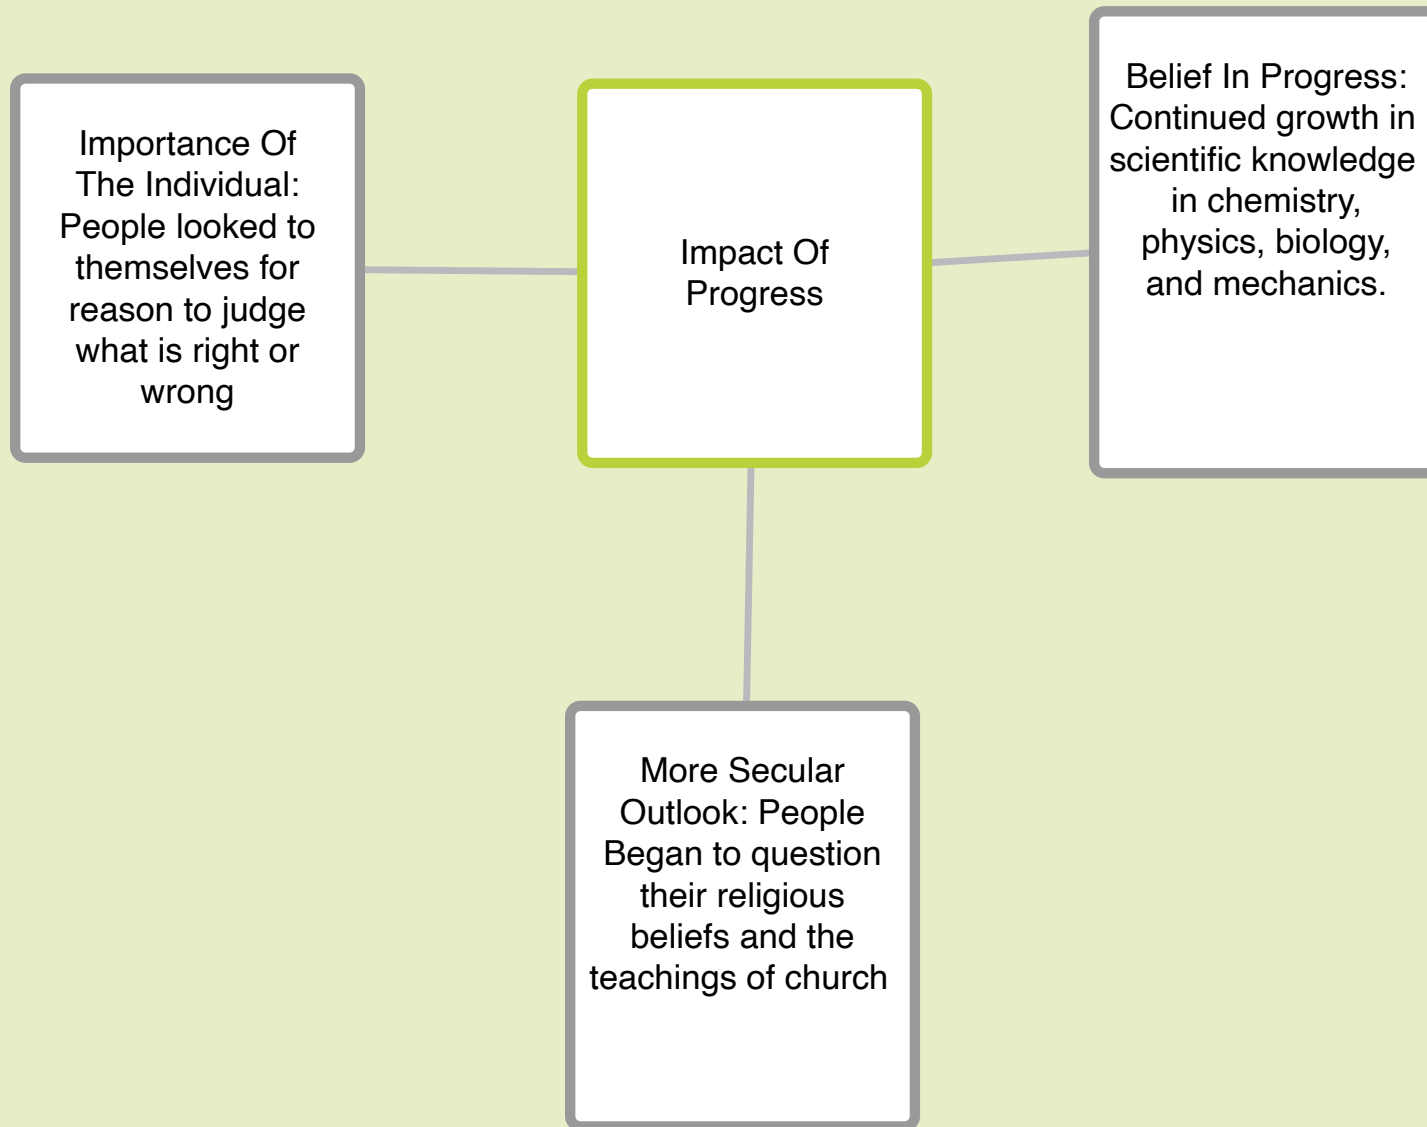 Importance Of
The Individual:
People looked to
themselves for
reason to judge
what is right or
wrong
Impact Of
Progress
Belief In Progress:
Continued growth in
scientific knowledge
in chemistry,
physics, biology,
and mechanics.
More Secular
Outlook: People
Began to question
their religious
beliefs and the
teachings of church